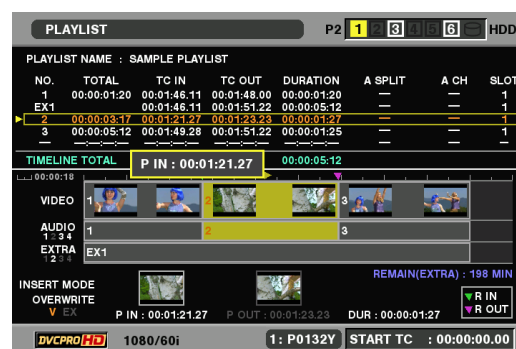 PLAYLIST P2 1 2 3 4 5 6 HDD
PLAYLIST NAME : SAMPLE PLAYLIST
NO. TOTAL TC IN TC OUT DURATION A SPLIT A CH SLOT
1 00:00:01:20 00:01:46.11 00:01:48.00 00:00:01:20 — — 1
EX1 00:01:46.11 00:01:51.22 00:00:05:12 — — 1
2 00:00:03:17 00:01:21.27 00:01:23.23 00:00:01:27 — — 1
3 00:00:05:12 00:01:49.28 00:01:51.22 00:00:01:25 — — 1
— —:—:—:— —:—:—:— —:—:—:— —:—:—:— — — —
TIMELINE TOTAL 00:00:05:12
P IN : 00:01:21.27
00:00:18
VIDEO 1 2 3
AUDIO 1 2 3
1 2 3 4
EXTRA EX1
1 2 3 4
REMAIN(EXTRA) : 198 MIN
INSERT MODE
OVERWRITE
V EX
P IN : 00:01:21.27 P OUT : 00:01:23.23 DUR : 00:00:01:27
R IN
R OUT
DVCPRO HD 1080/60i 1: P0132Y START TC : 00:00:00.00